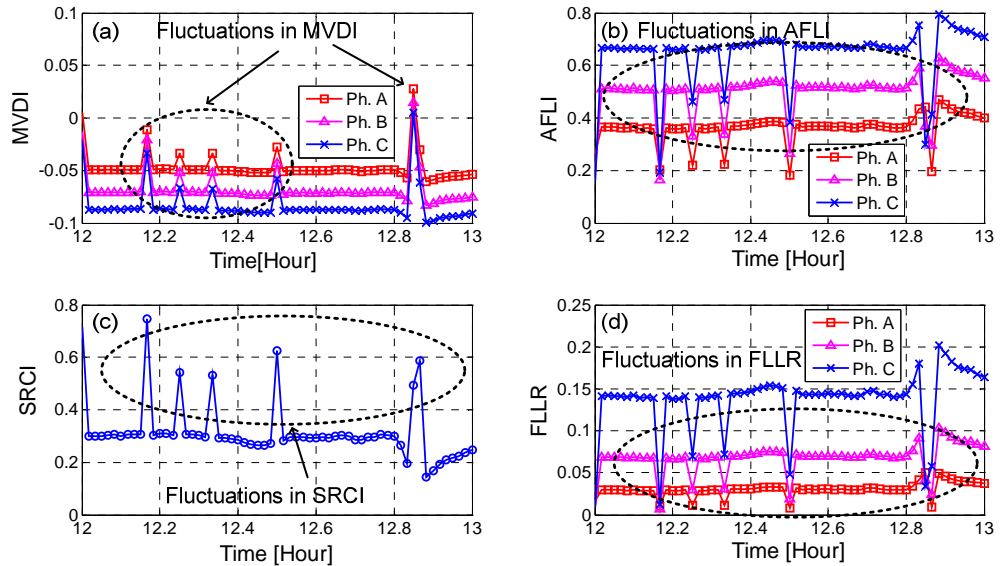 (a)
Fluctuations in MVDI
0.1
0.05
0
-0.05
-0.1
MVDI
Ph. A
Ph. B
Ph. C
12
12.2
12.4
12.6
12.8
13
Time[Hour]
(b)
Fluctuations in AFLI
0.8
0.6
0.4
0.2
0
AFLI
Ph. A
Ph. B
Ph. C
12
12.2
12.4
12.6
12.8
13
Time [Hour]
(c)
0.8
0.6
0.4
0.2
0
SRCI
Fluctuations in SRCI
12
12.2
12.4
12.6
12.8
13
Time [Hour]
(d)
0.25
0.2
0.15
0.1
0.05
0
FLLR
Ph. A
Ph. B
Ph. C
Fluctuations in FLLR
12
12.2
12.4
12.6
12.8
13
Time [Hour]